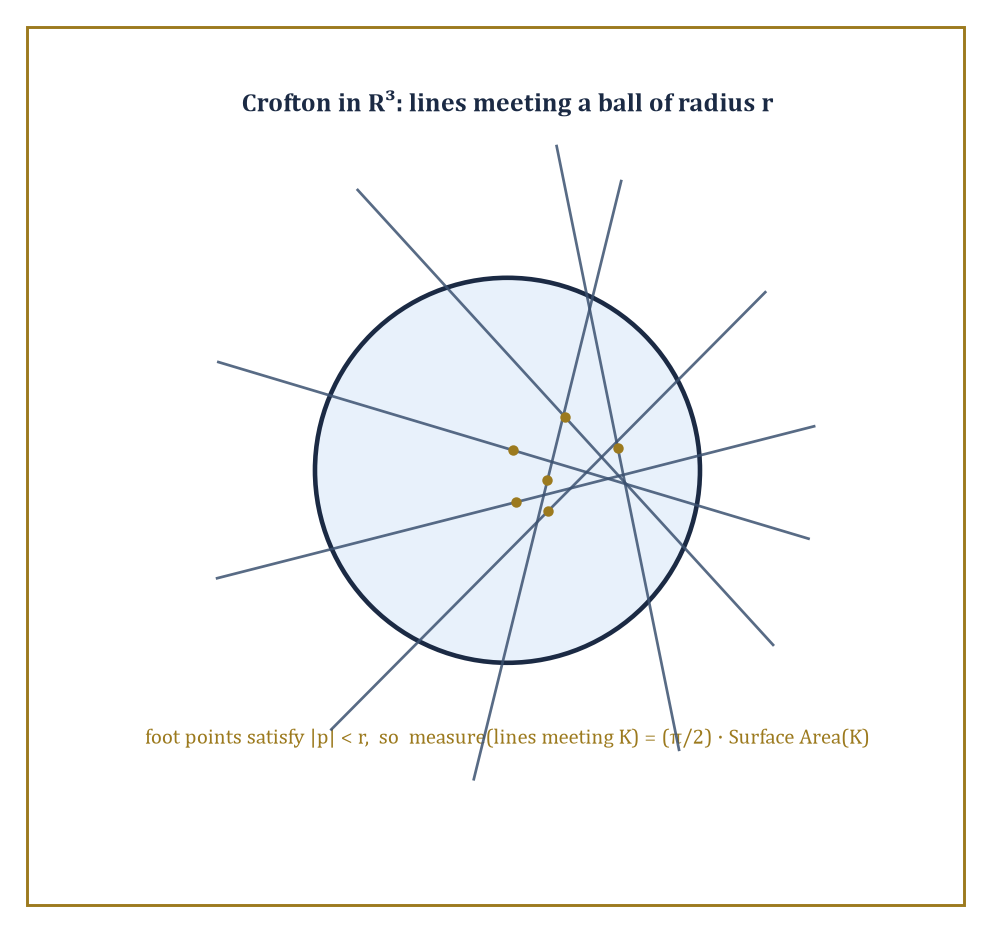 Crofton in R³: lines meeting a ball of radius r
foot points satisfy |p| < r,  so  measure(lines meeting K) = (π/2) · Surface Area(K)